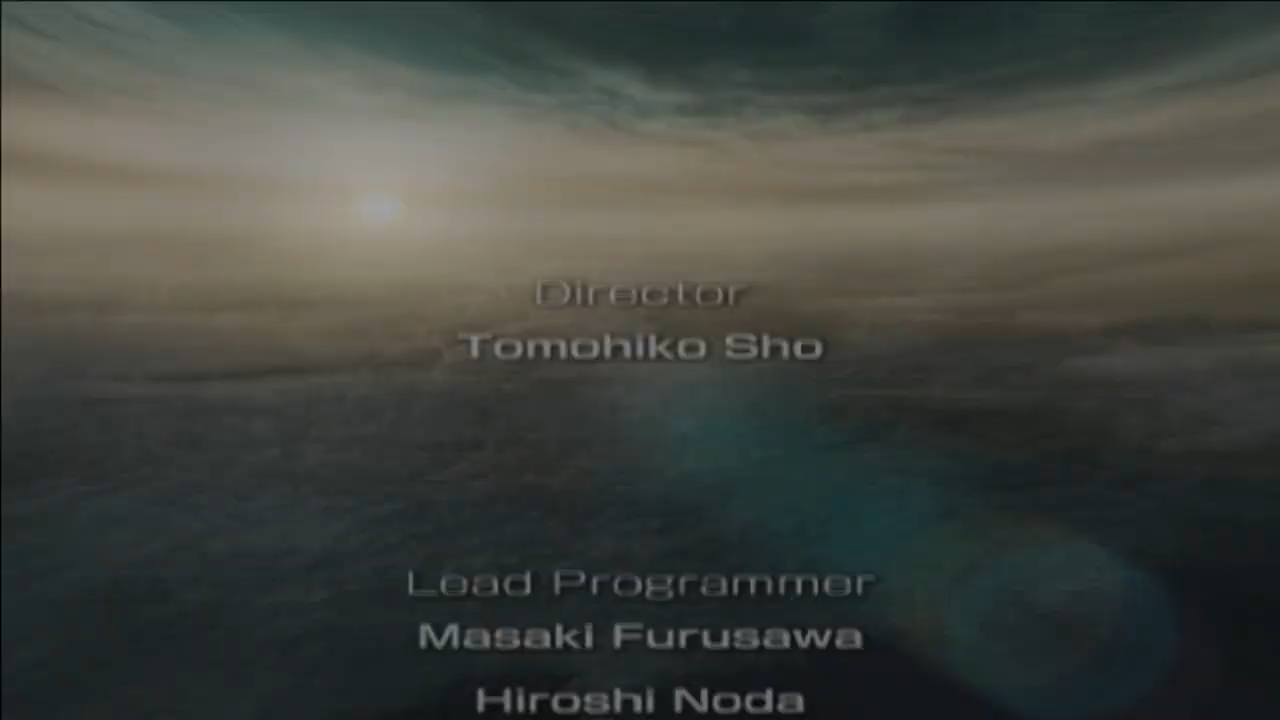 Director
Tomohiko Sho
Lead Programmer
Masaki Furusawa
Hiroshi Noda